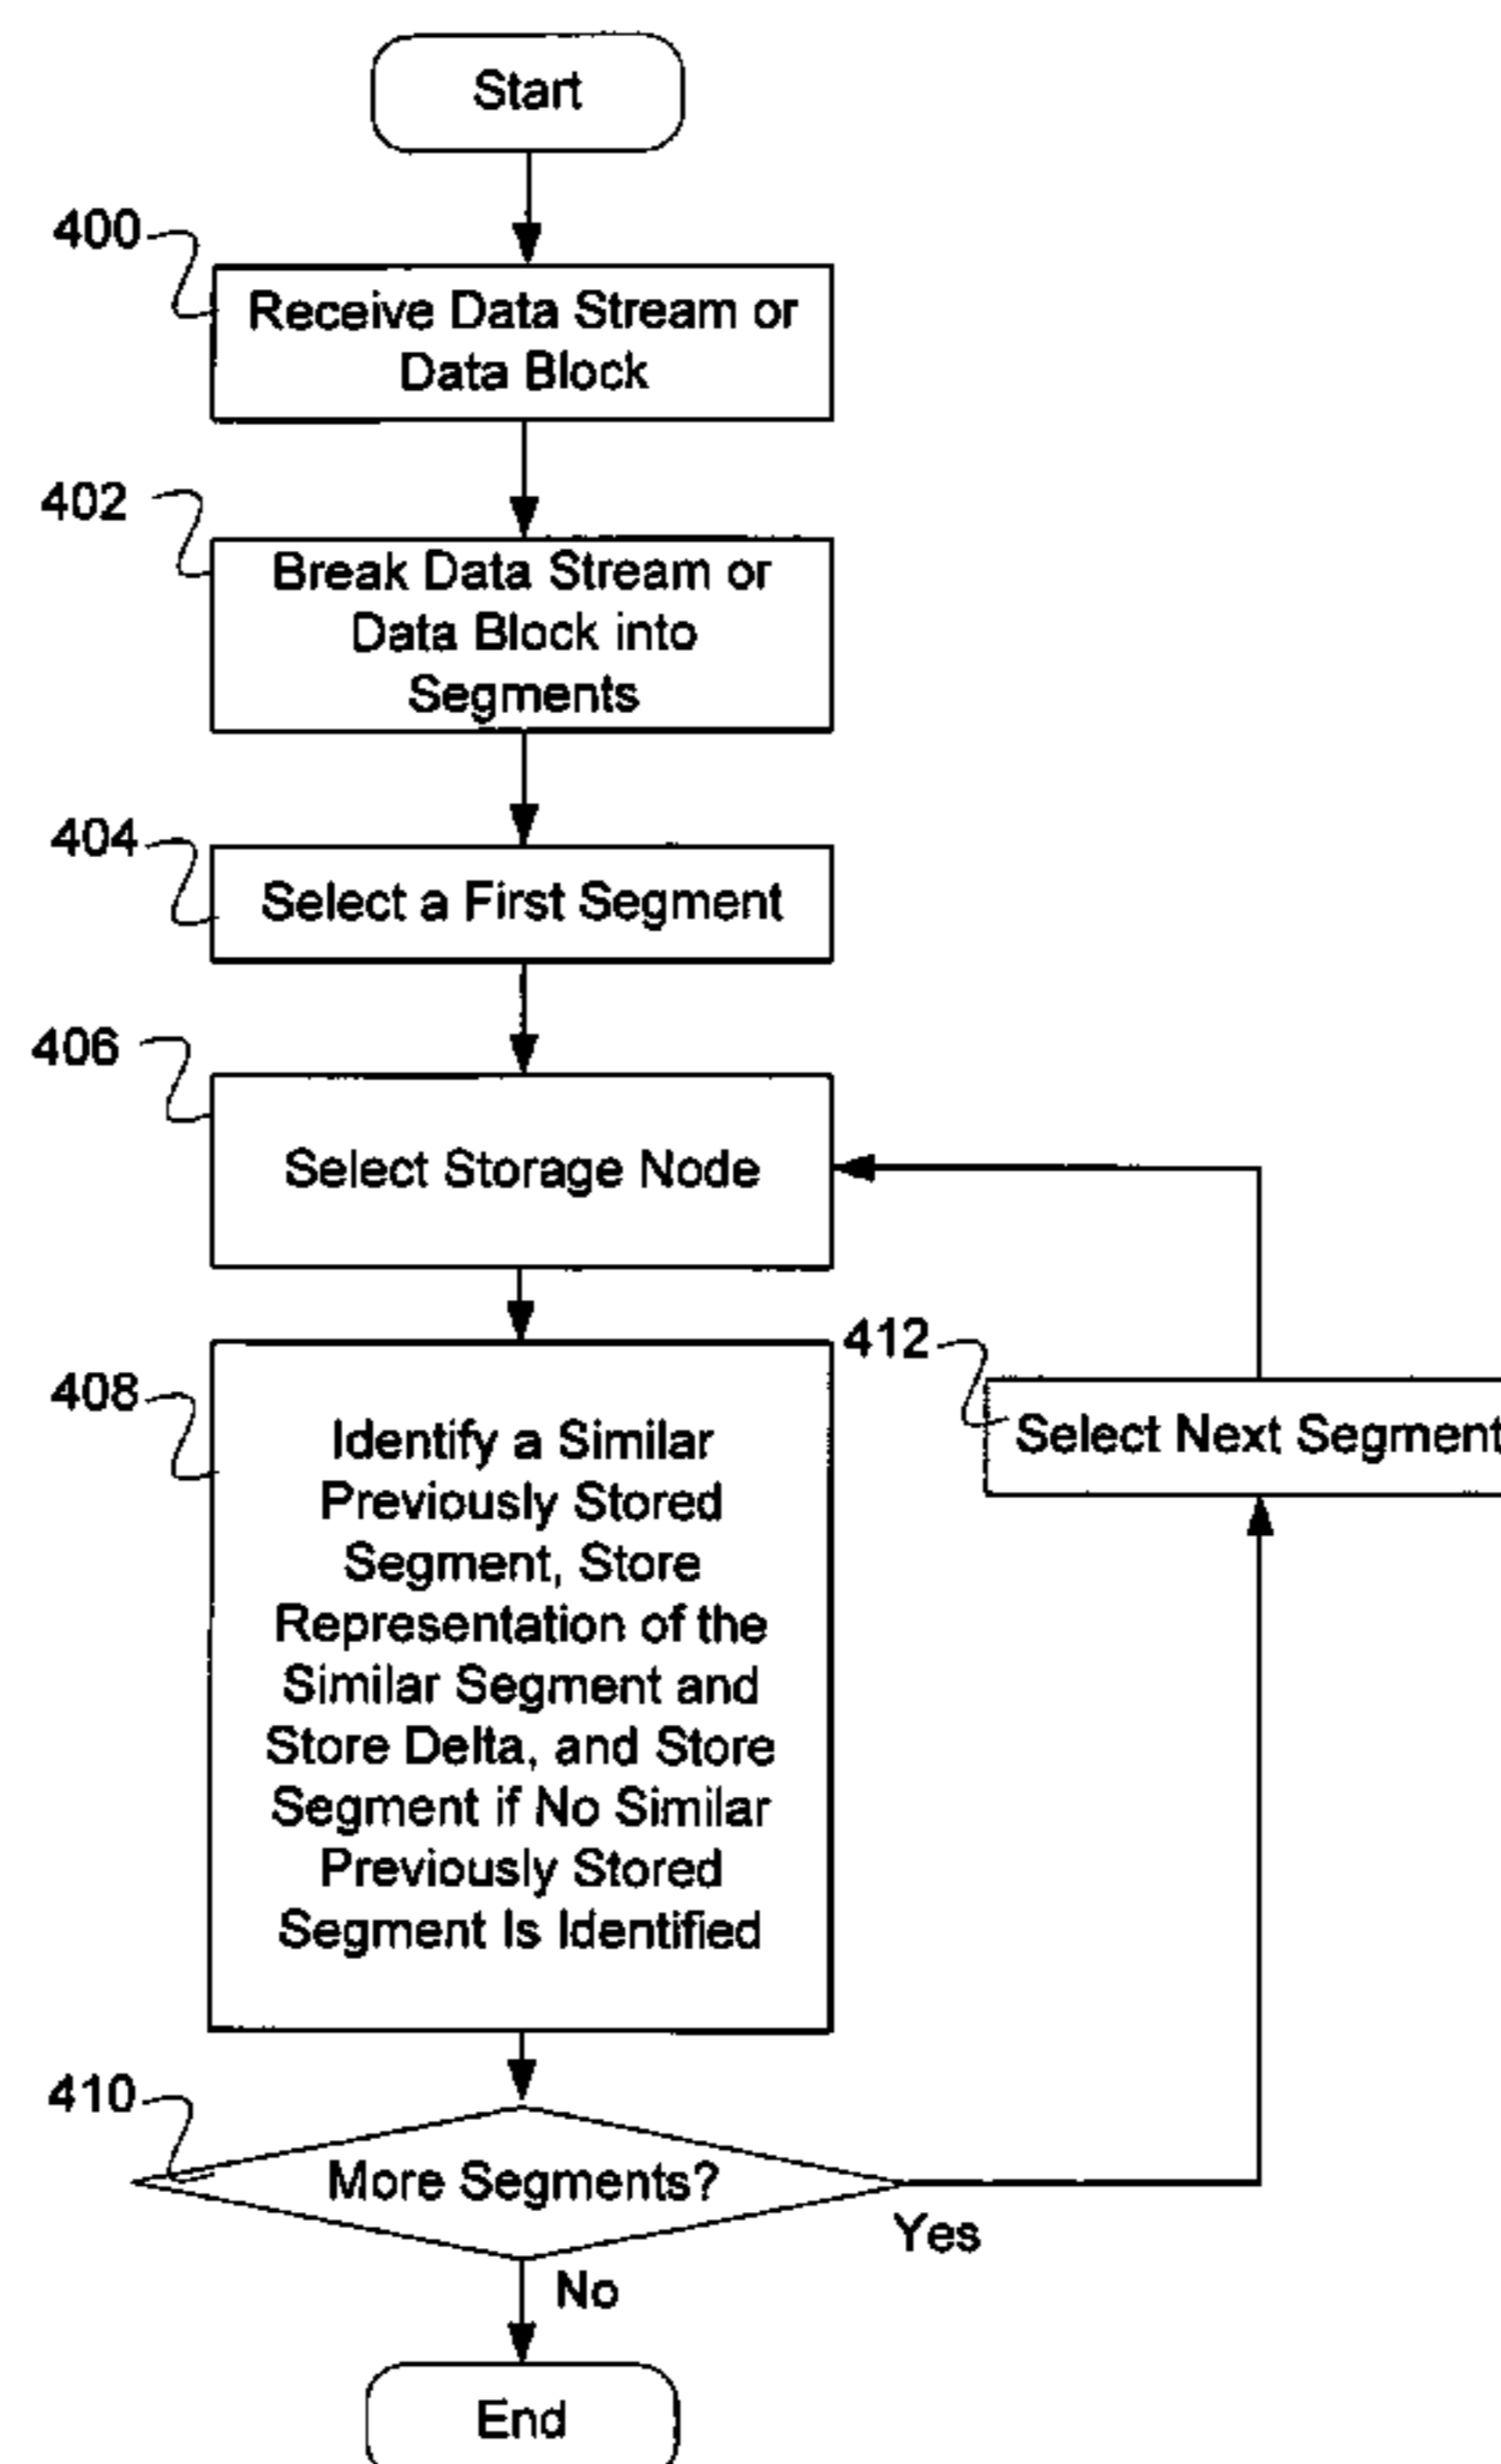 Start
400
Receive Data Stream or
Data Block
402
Break Data Stream or
Data Block into
Segments
404
Select a First Segment
406
Select Storage Node
408
Identify a Similar
Previously Stored
Segment, Store
Representation of the
Similar Segment and
Store Delta, and Store
Segment if No Similar
Previously Stored
Segment Is Identified
412
Select Next Segment
410
More Segments?
Yes
No
End